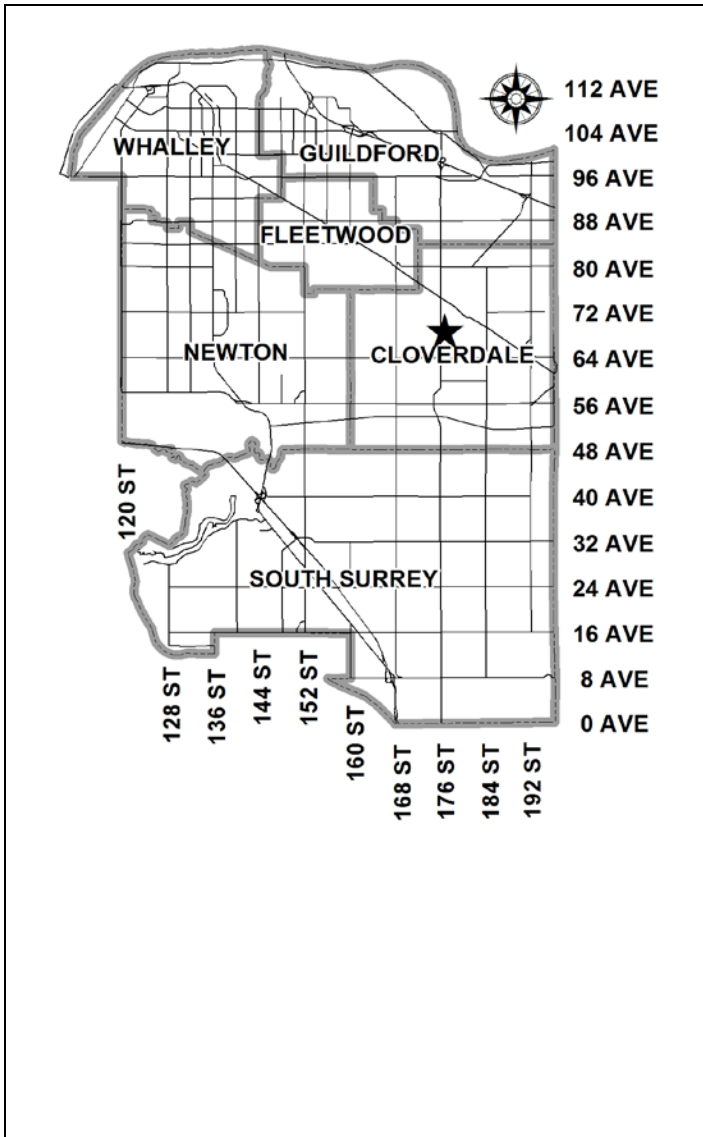 112 AVE
104 AVE
WHALLEY
GUILDFORD
96 AVE
88 AVE
FLEETWOOD
80 AVE
72 AVE
NEWTON
CLOVERDALE
64 AVE
56 AVE
48 AVE
120 ST
40 AVE
32 AVE
SOUTH SURREY
24 AVE
16 AVE
128 ST
136 ST
144 ST
152 ST
160 ST
8 AVE
0 AVE
168 ST
176 ST
184 ST
192 ST